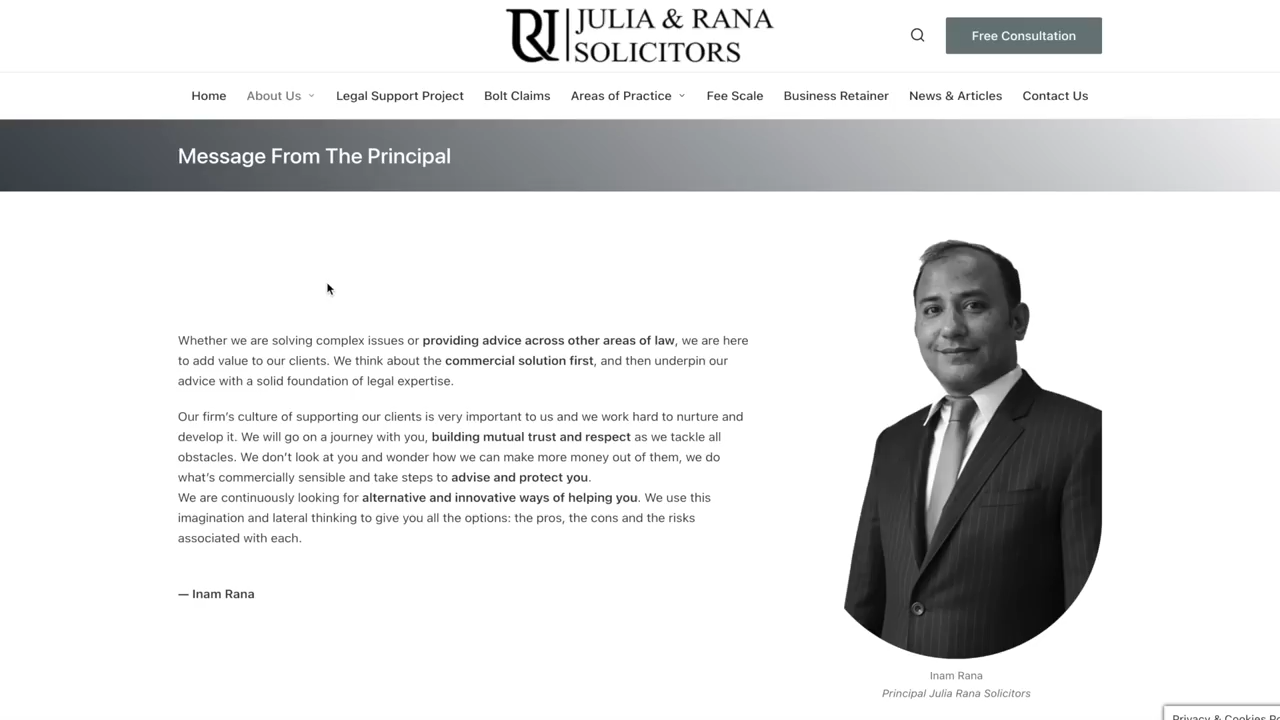 RJ JULIA & RANA
SOLICITORS
Free Consultation
Home About Us Legal Support Project Bolt Claims Areas of Practice Fee Scale Business Retainer News & Articles Contact Us
Message From The Principal
Whether we are solving complex issues or providing advice across other areas of law, we are here
to add value to our clients. We think about the commercial solution first, and then underpin our
advice with a solid foundation of legal expertise.
Our firm’s culture of supporting our clients is very important to us and we work hard to nurture and
develop it. We will go on a journey with you, building mutual trust and respect as we tackle all
obstacles. We don’t look at you and wonder how we can make more money out of them, we do
what’s commercially sensible and take steps to advise and protect you.
We are continuously looking for alternative and innovative ways of helping you. We use this
imagination and lateral thinking to give you all the options: the pros, the cons and the risks
associated with each.
— Inam Rana
Inam Rana
Principal Julia Rana Solicitors
Privacy & Cookies